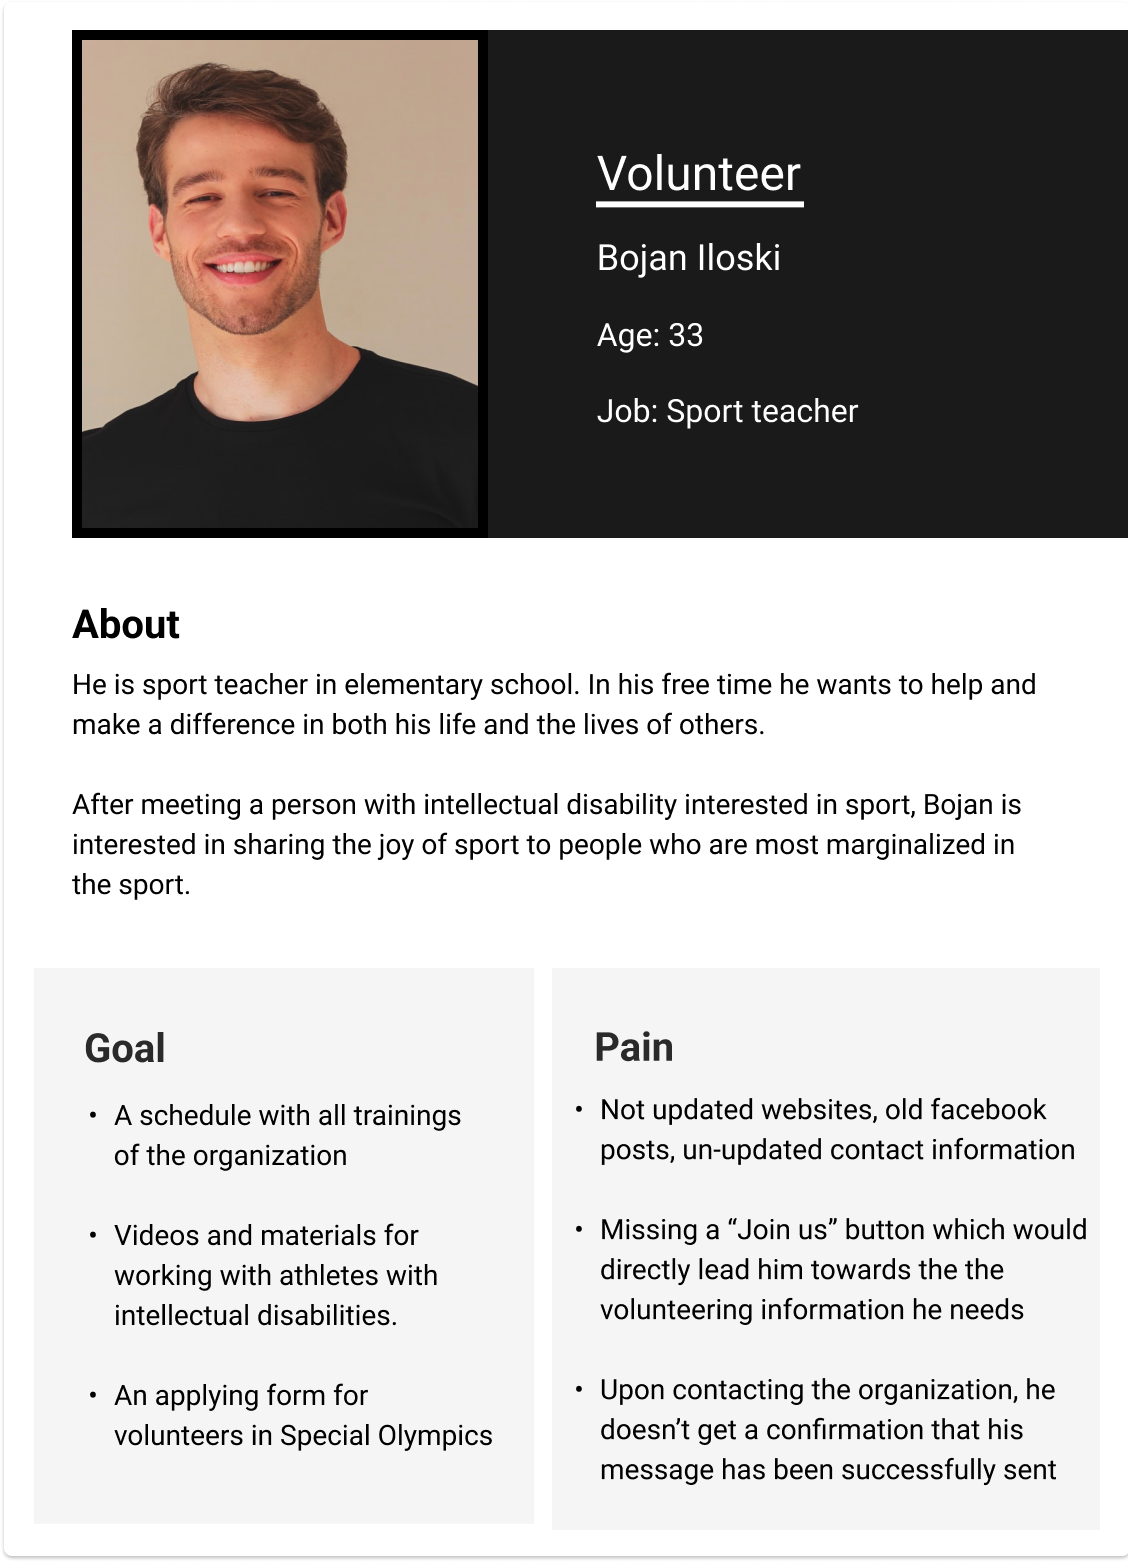 Volunteer
Bojan Iloski
Age: 33
Job: Sport teacher
About
He is sport teacher in elementary school. In his free time he wants to help and
make a difference in both his life and the lives of others.
After meeting a person with intellectual disability interested in sport, Bojan is
interested in sharing the joy of sport to people who are most marginalized in
the sport.
Goal
• A schedule with all trainings
of the organization
• Videos and materials for
working with athletes with
intellectual disabilities.
• An applying form for
volunteers in Special Olympics
Pain
• Not updated websites, old facebook
posts, un-updated contact information
• Missing a “Join us” button which would
directly lead him towards the the
volunteering information he needs
• Upon contacting the organization, he
doesn’t get a confirmation that his
message has been successfully sent